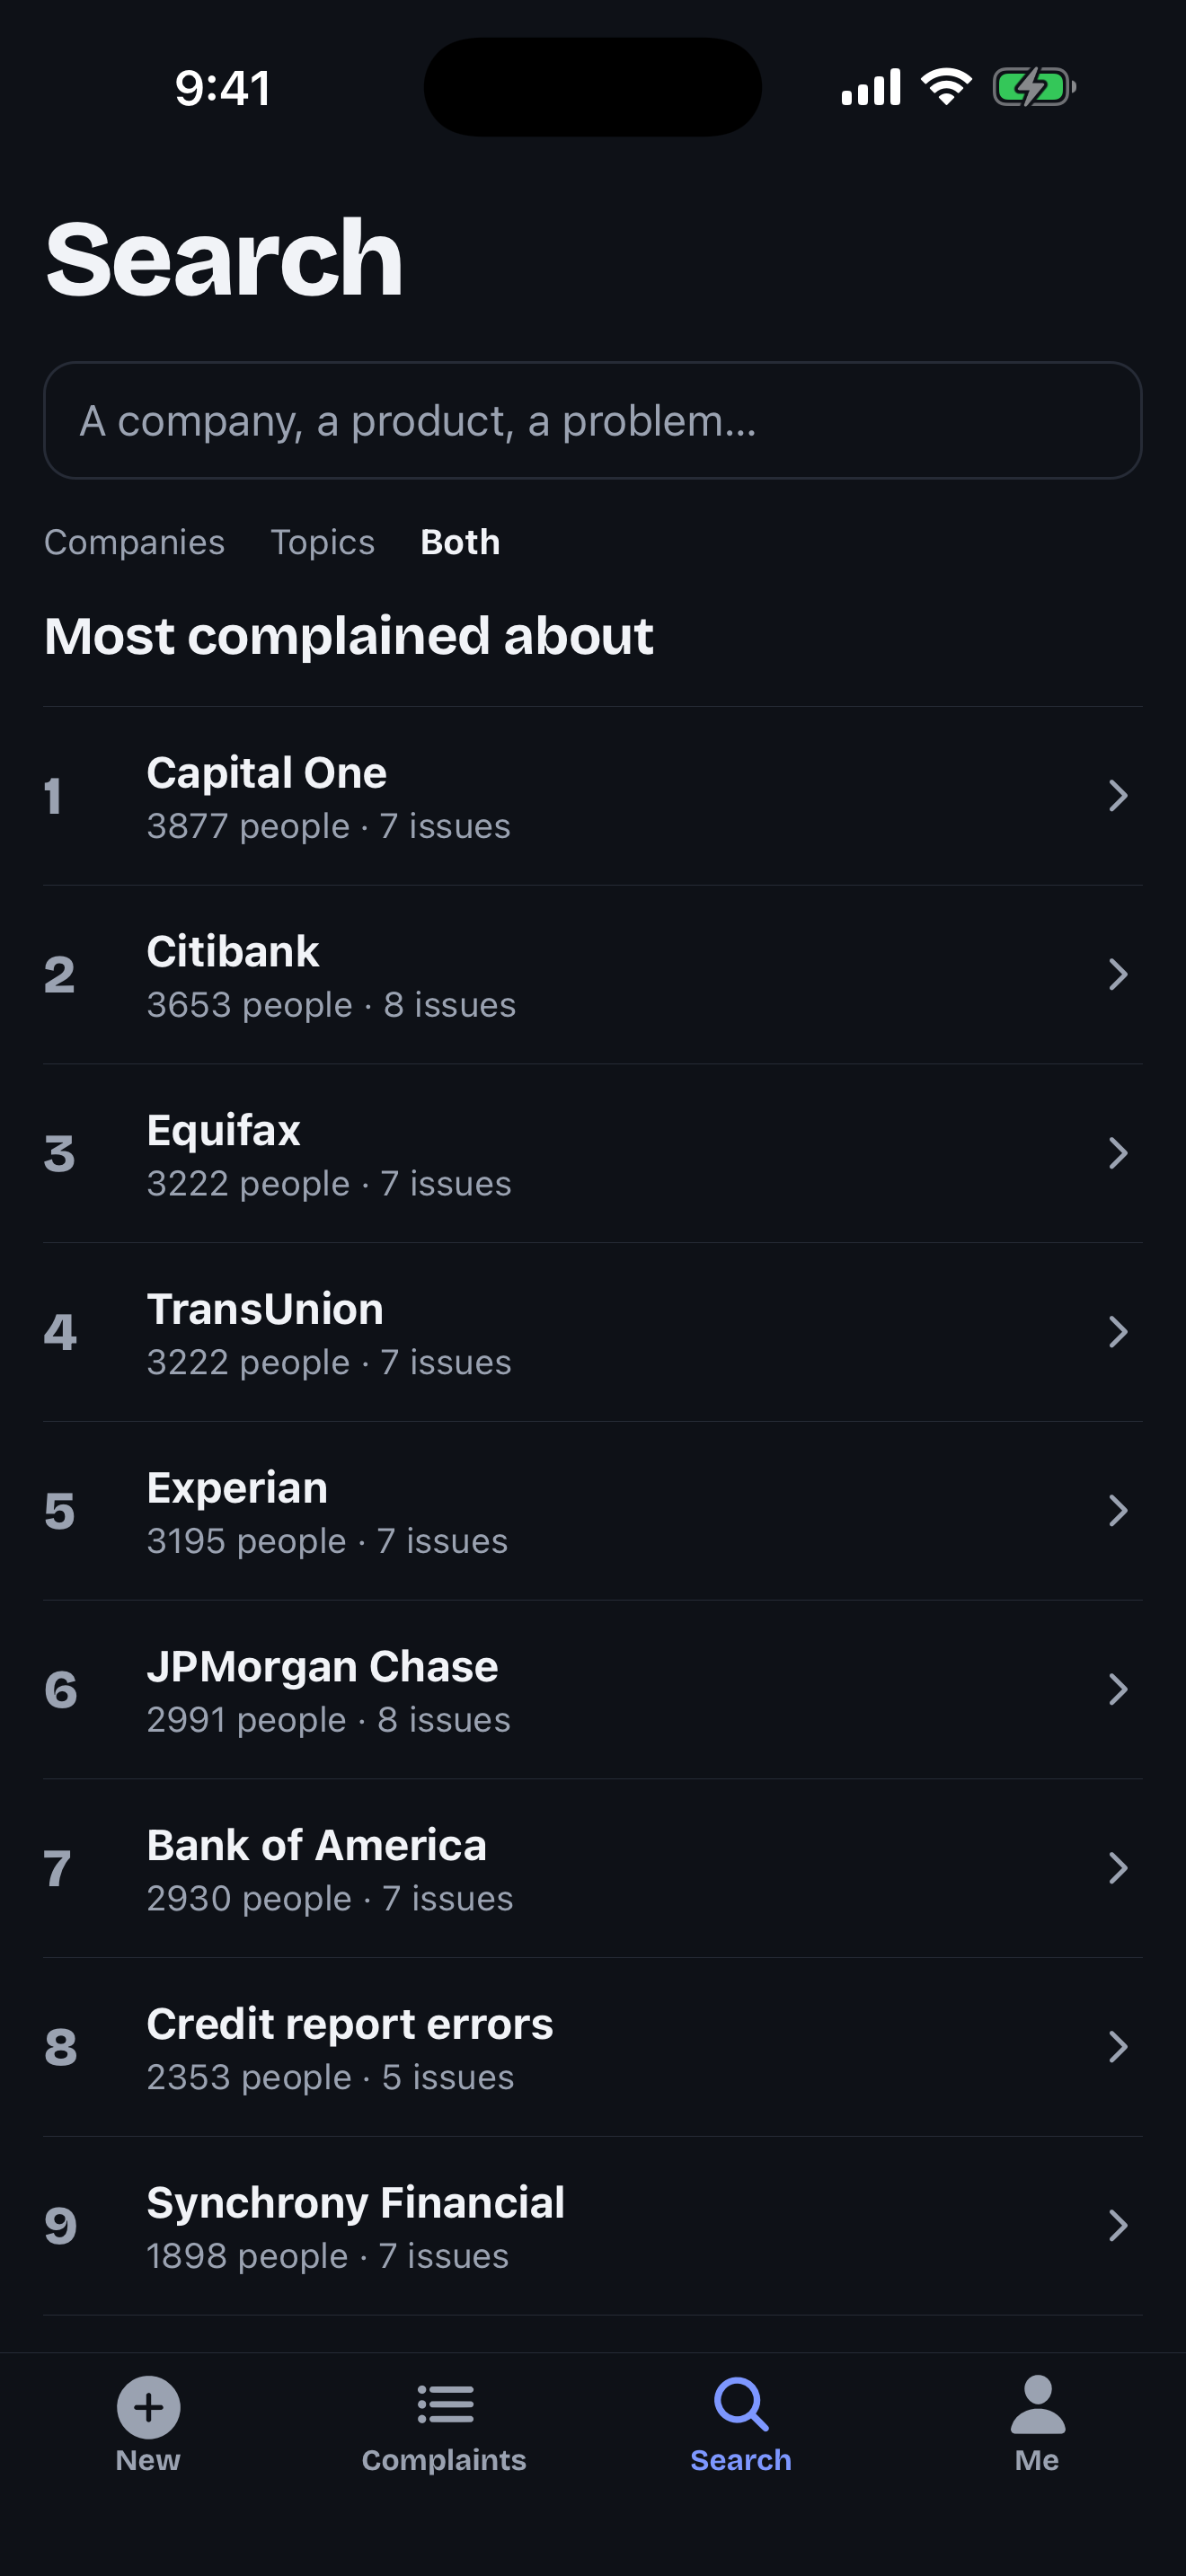 9:41
Search
A company, a product, a problem...
Companies Topics Both
Most complained about
1
Capital One
3877 people · 7 issues
2
Citibank
3653 people · 8 issues
3
Equifax
3222 people · 7 issues
4
TransUnion
3222 people · 7 issues
5
Experian
3195 people · 7 issues
6
JPMorgan Chase
2991 people · 8 issues
7
Bank of America
2930 people · 7 issues
8
Credit report errors
2353 people · 5 issues
9
Synchrony Financial
1898 people · 7 issues
New Complaints Search Me